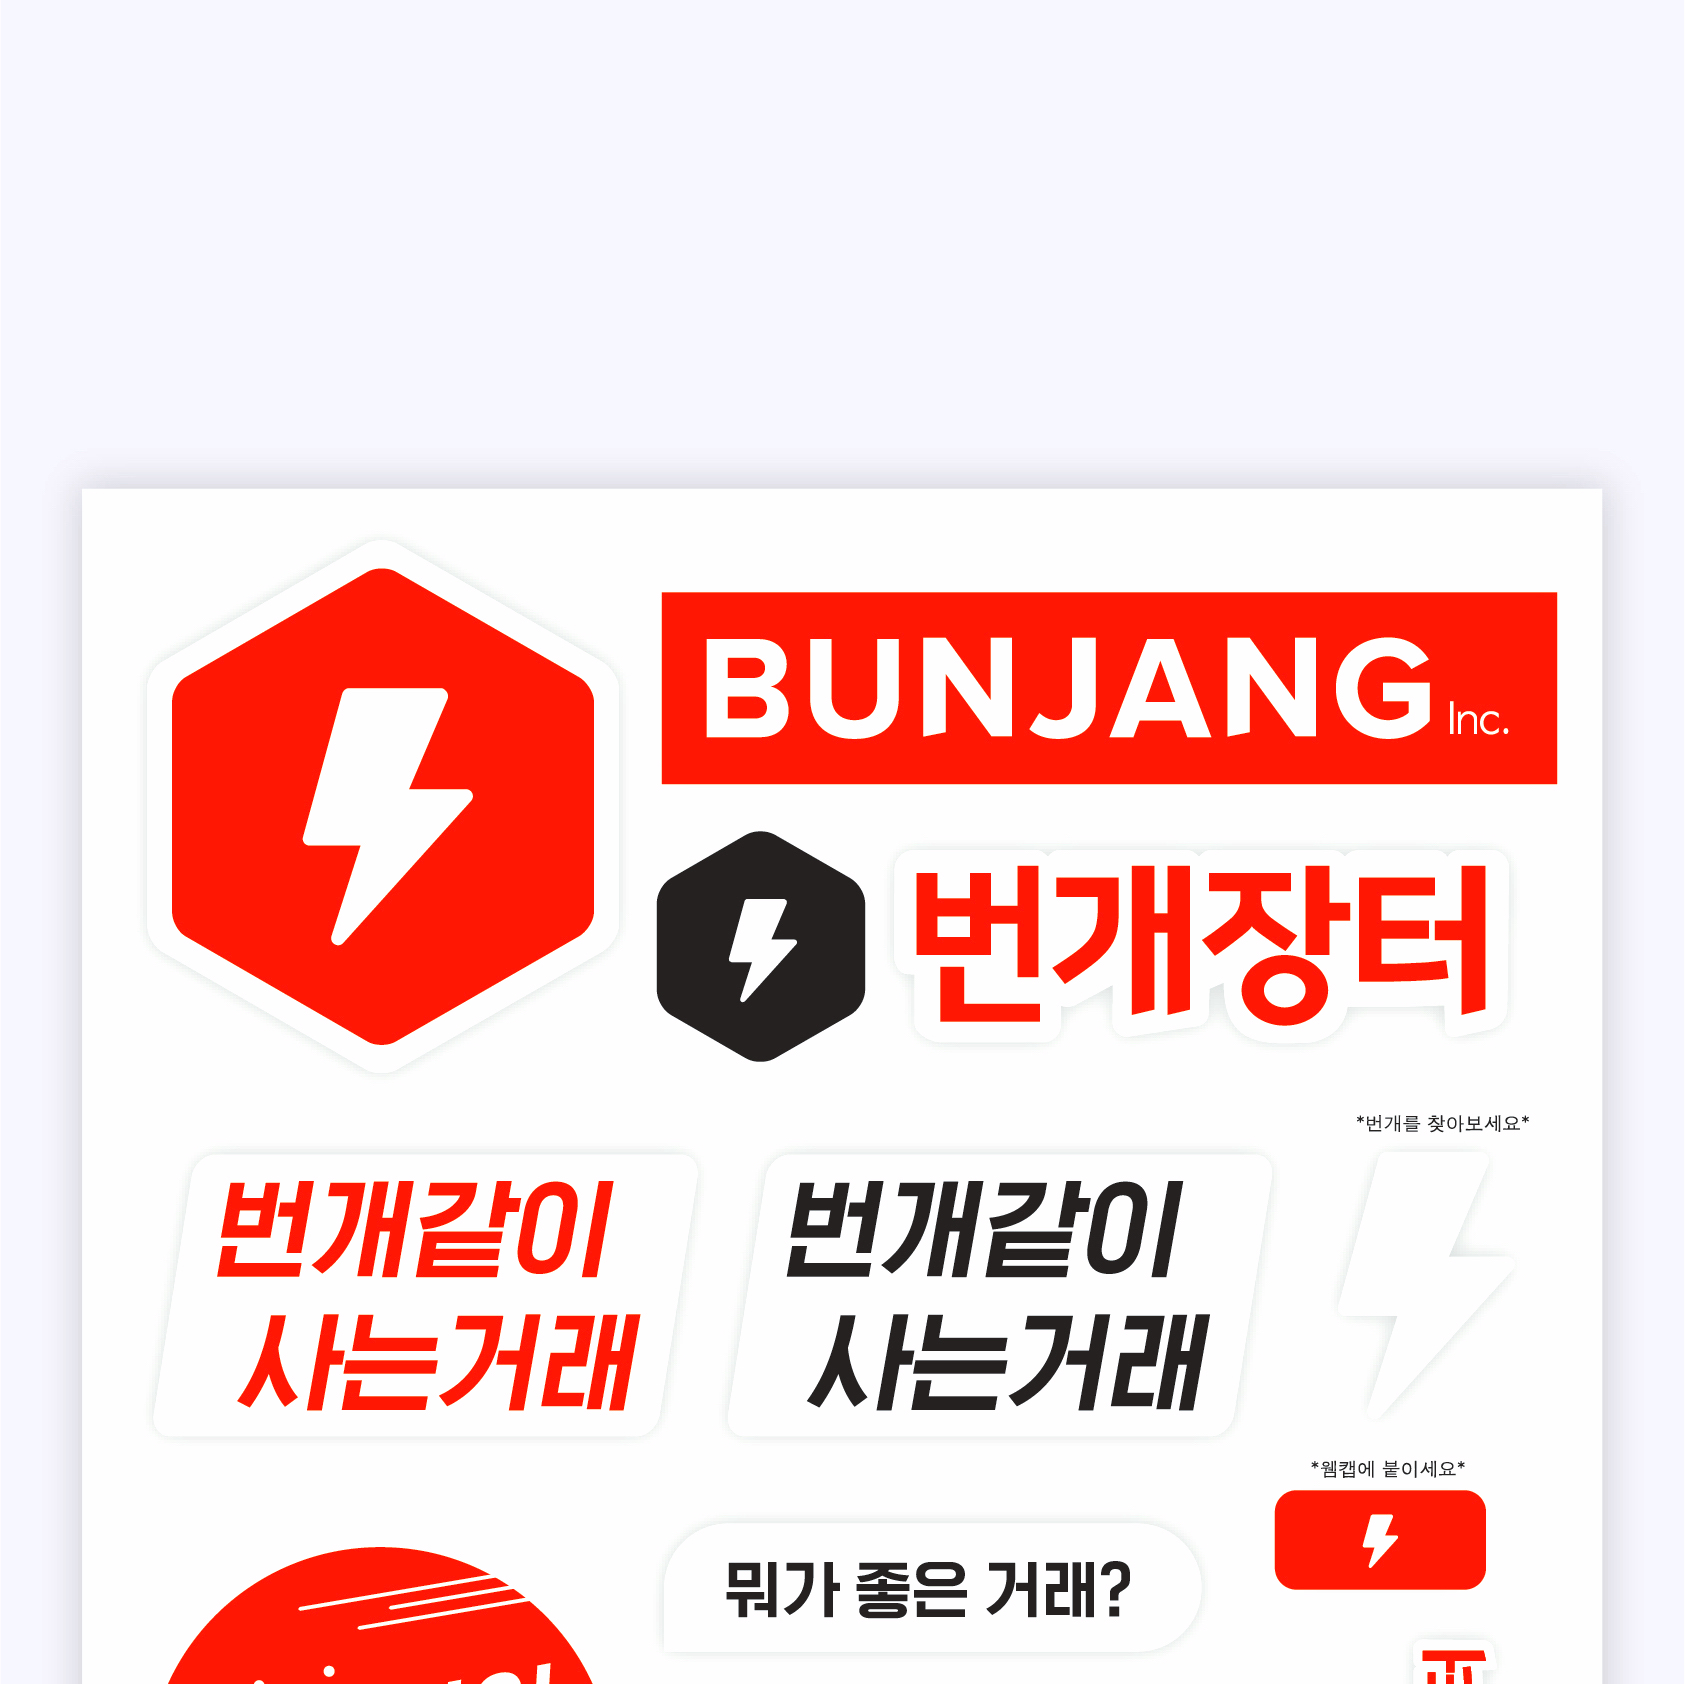 BUNJANG Inc.
번개장터
*번개를 찾아보세요*
번개같이
사는거래
번개같이
사는거래
*웹캡에 붙이세요*
뭐가 좋은 거래?